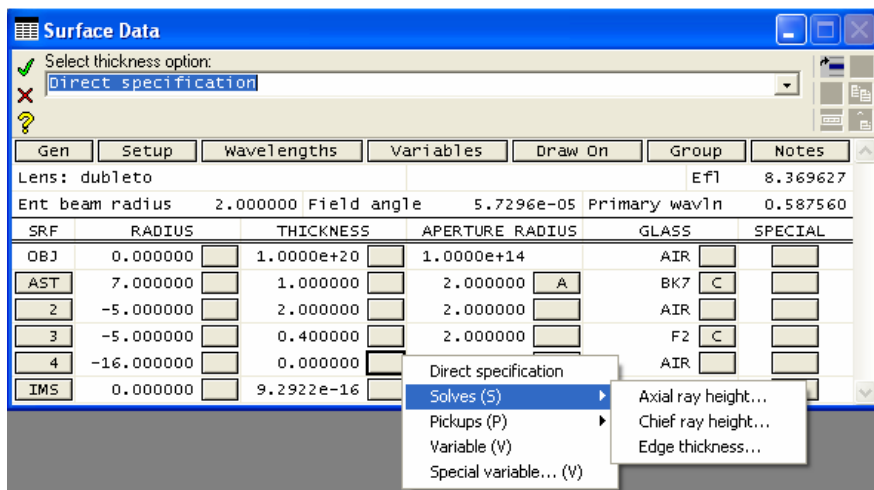 Surface Data
Select thickness option:
Direct specification
Gen Setup Wavelengths Variables Draw On Group Notes
Lens: dubleto Efl 8.369627
Ent beam radius 2.000000 Field angle 5.7296e-05 Primary wavln 0.587560
SRF RADIUS THICKNESS APERTURE RADIUS GLASS SPECIAL
OBJ 0.000000 1.0000e+20 1.0000e+14 AIR
AST 7.000000 1.000000 2.000000 A BK7 C
2 -5.000000 2.000000 2.000000 AIR
3 -5.000000 0.400000 2.000000 F2 C
4 -16.000000 0.000000 AIR
IMS 0.000000 9.2922e-16
Direct specification
Solves (S)
Pickups (P)
Variable (V)
Special variable... (V)
Axial ray height...
Chief ray height...
Edge thickness...